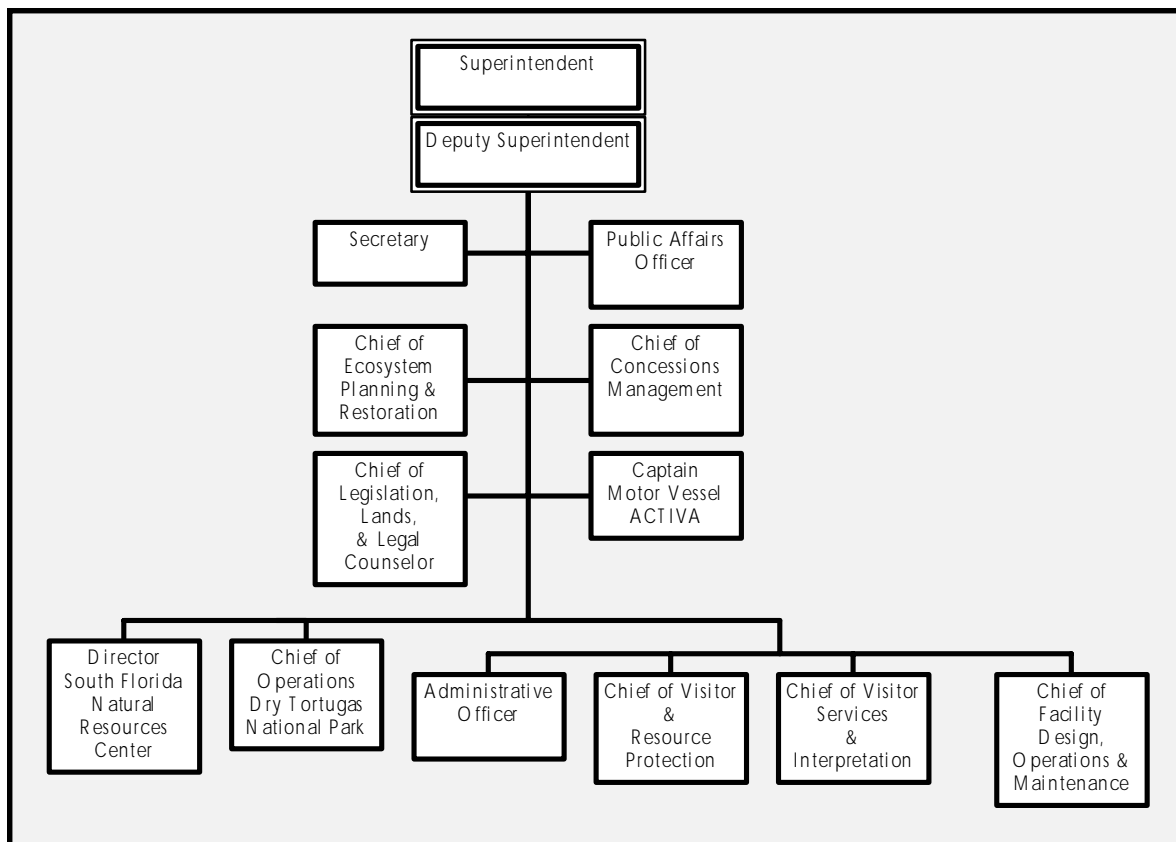 Superintendent
Deputy Superintendent
Secretary
Public Affairs
Officer
Chief of
Ecosystem
Planning &
Restoration
Chief of
Concessions
Management
Chief of
Legislation,
Lands,
& Legal
Counselor
Captain
Motor Vessel
ACTIVA
Director
South Florida
Natural
Resources
Center
Chief of
Operations
Dry Tortugas
National Park
Administrative
Officer
Chief of Visitor
&
Resource
Protection
Chief of Visitor
Services
&
Interpretation
Chief of
Facility
Design,
Operations &
Maintenance